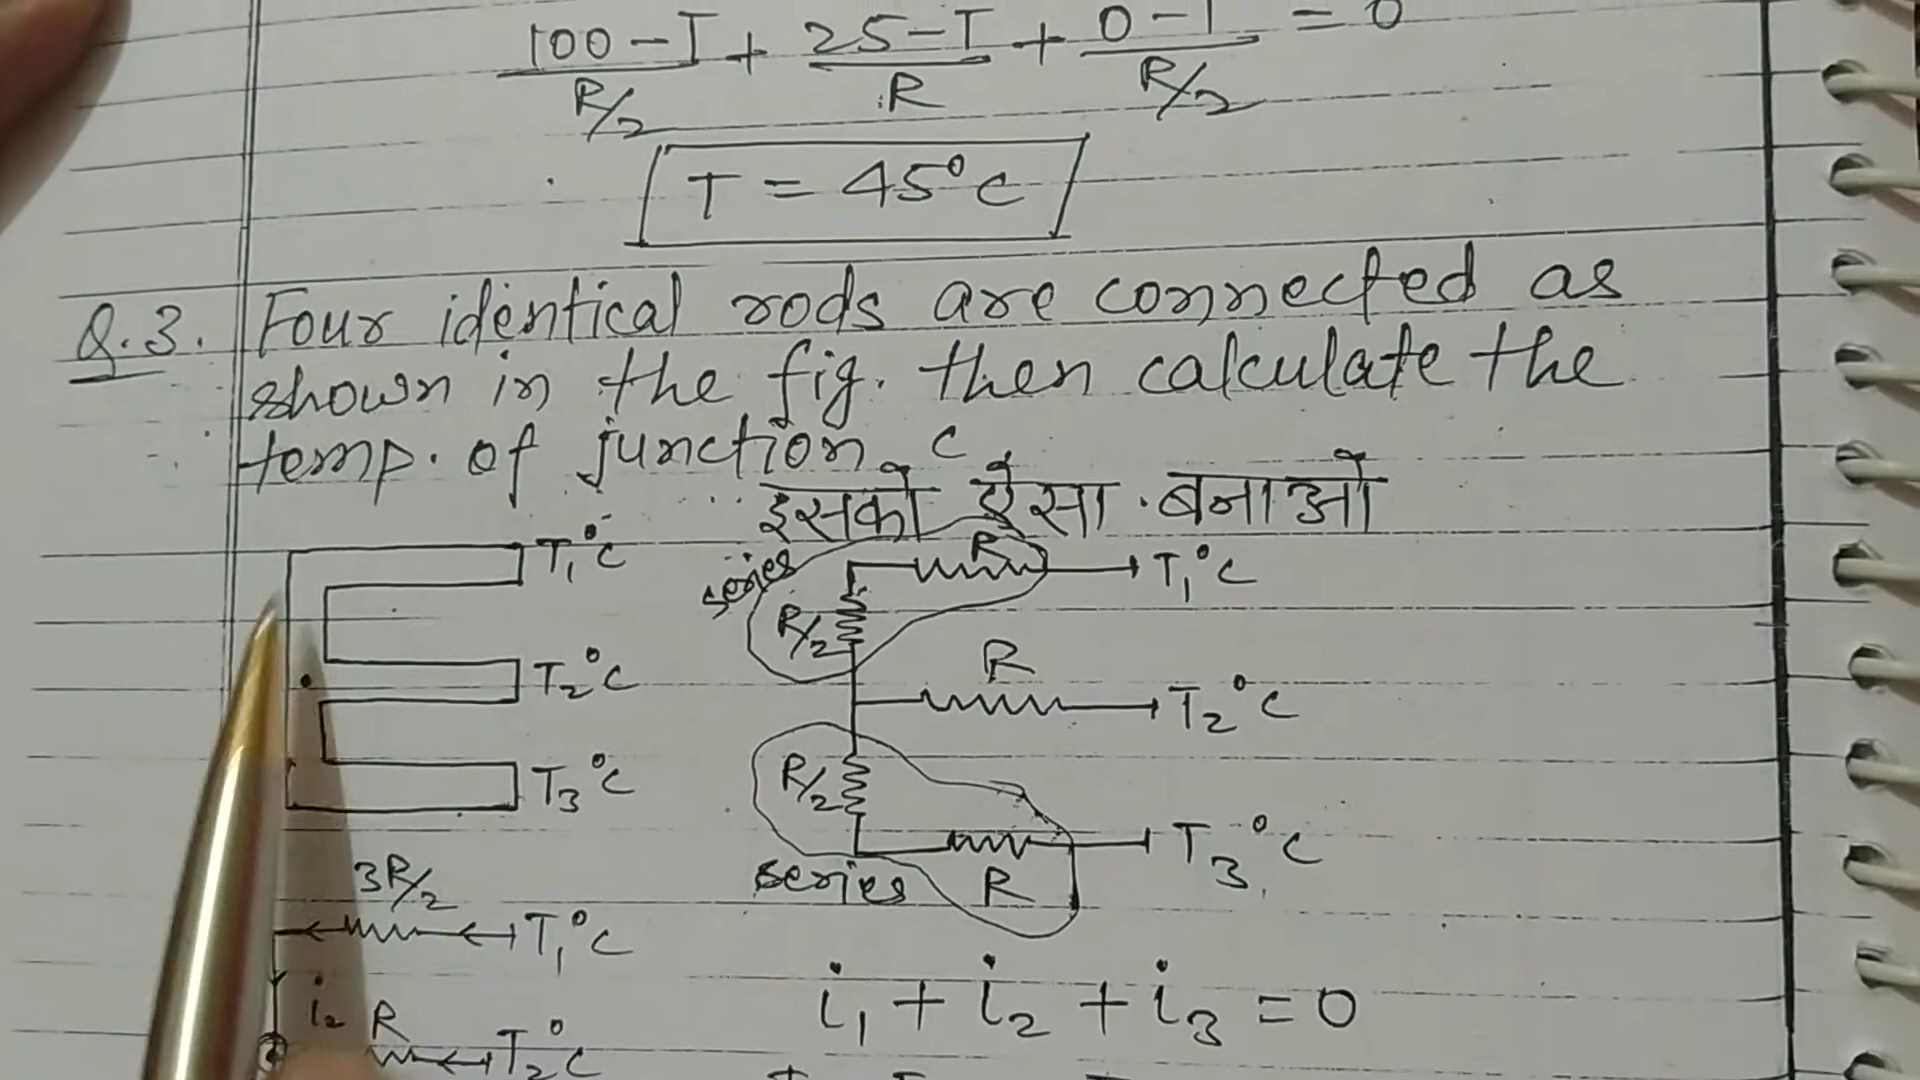 100-T/R/2 + 25-T/R + 0-T/R/2 = 0
T = 45°C
Q.3. Four identical rods are connected as
shown in the fig. then calculate the
temp. of junction c
इसको ऐसा बनाओ
T₁°C
series
R
R/2
T₁°C
T₂°C
R
T₂°C
T₃°C
R/2
T₃°C
series
R
3R/2
T₁°C
i₁ + i₂ + i₃ = 0
i₂
R
T₂°C